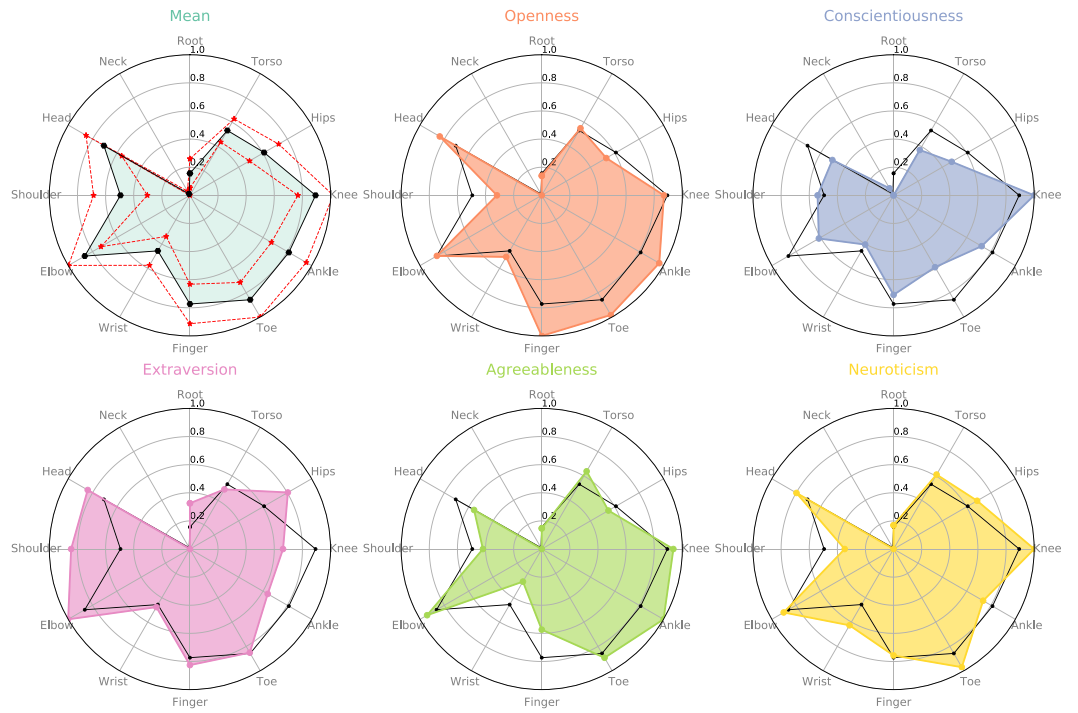 Mean
Root
1.0
0.8
0.6
0.4
0.2
Torso
Hips
Knee
Ankle
Toe
Finger
Wrist
Elbow
Shoulder
Head
Neck
Openness
Root
1.0
0.8
0.6
0.4
0.2
Torso
Hips
Knee
Ankle
Toe
Finger
Wrist
Elbow
Shoulder
Head
Neck
Conscientiousness
Root
1.0
0.8
0.6
0.4
0.2
Torso
Hips
Knee
Ankle
Toe
Finger
Wrist
Elbow
Shoulder
Head
Neck
Extraversion
Root
1.0
0.8
0.6
0.4
0.2
Torso
Hips
Knee
Ankle
Toe
Finger
Wrist
Elbow
Shoulder
Head
Neck
Agreeableness
Root
1.0
0.8
0.6
0.4
0.2
Torso
Hips
Knee
Ankle
Toe
Finger
Wrist
Elbow
Shoulder
Head
Neck
Neuroticism
Root
1.0
0.8
0.6
0.4
0.2
Torso
Hips
Knee
Ankle
Toe
Finger
Wrist
Elbow
Shoulder
Head
Neck